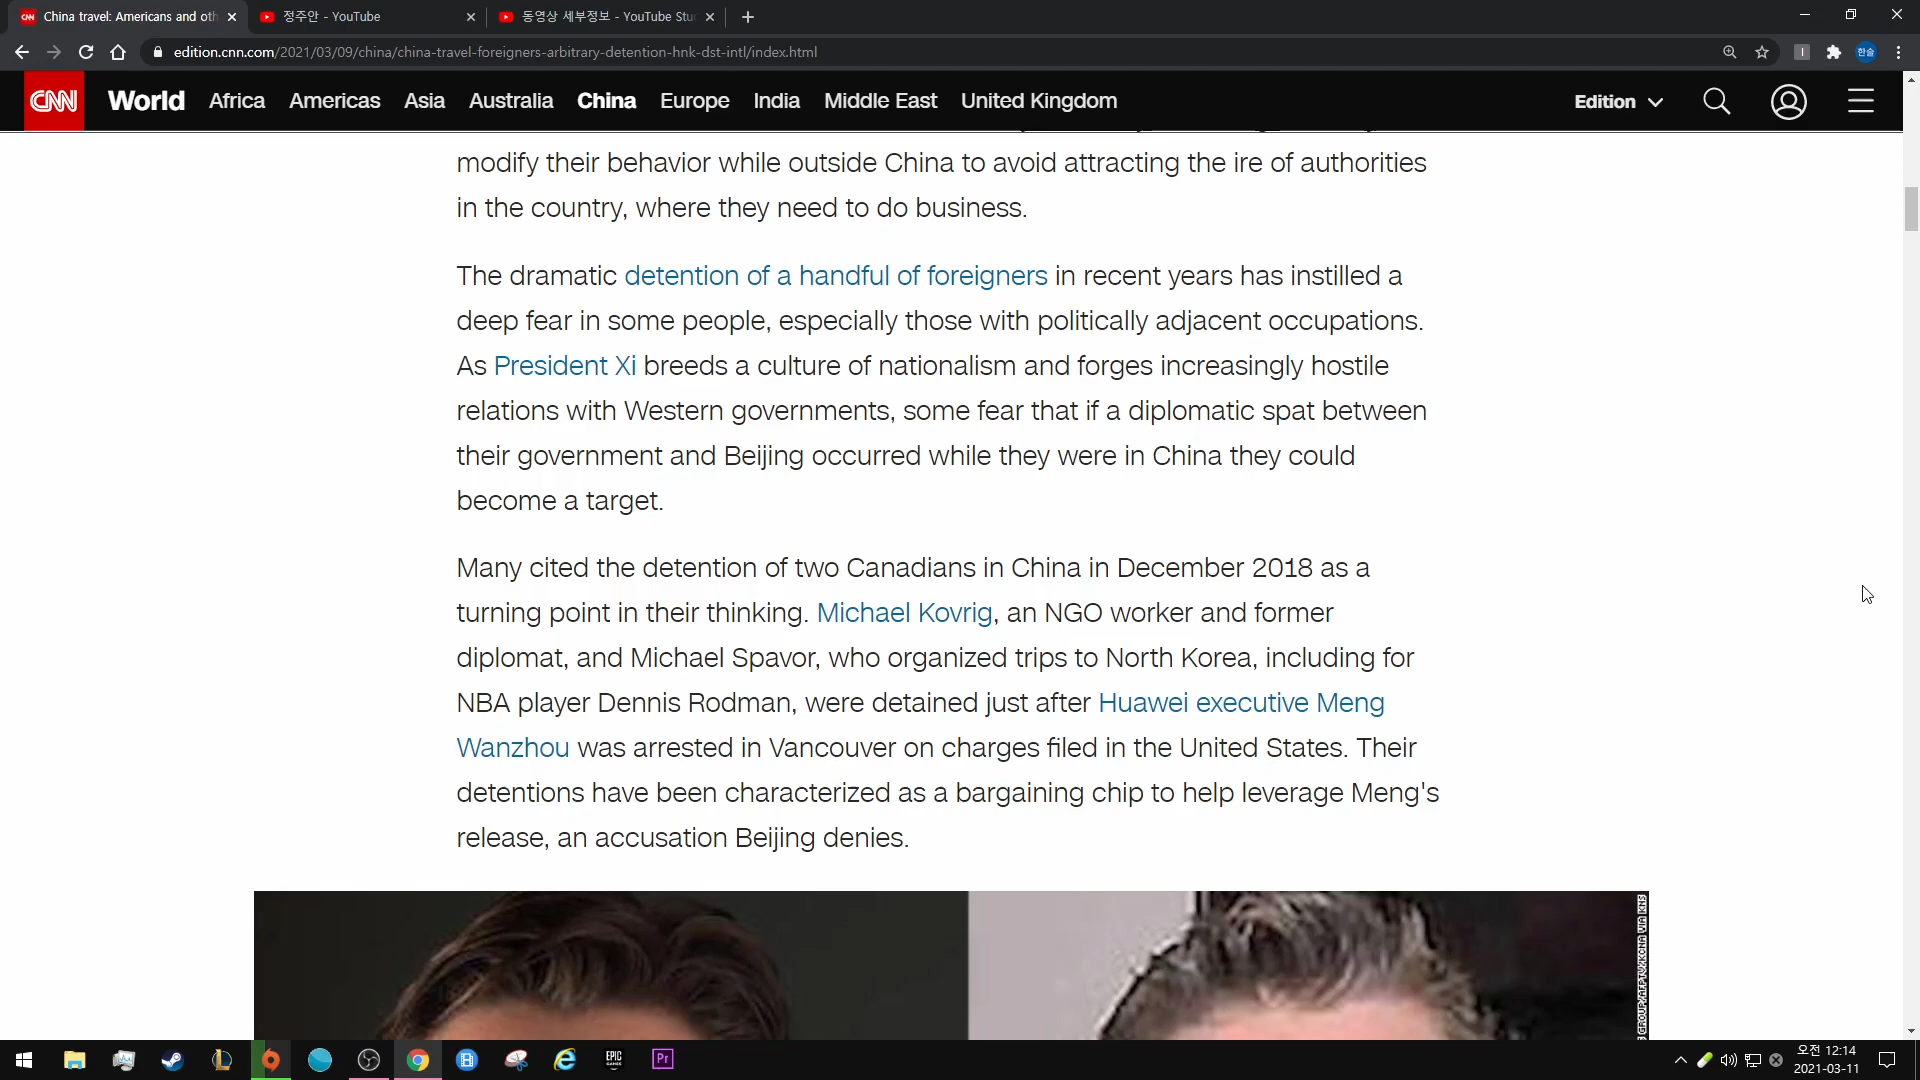 China travel: Americans and oth
정주안 - YouTube
동영상 세부정보 - YouTube Stu
edition.cnn.com/2021/03/09/china/china-travel-foreigners-arbitrary-detention-hnk-dst-intl/index.html
한솔
CNN World Africa Americas Asia Australia China Europe India Middle East United Kingdom Edition
modify their behavior while outside China to avoid attracting the ire of authorities
in the country, where they need to do business.
The dramatic detention of a handful of foreigners in recent years has instilled a
deep fear in some people, especially those with politically adjacent occupations.
As President Xi breeds a culture of nationalism and forges increasingly hostile
relations with Western governments, some fear that if a diplomatic spat between
their government and Beijing occurred while they were in China they could
become a target.
Many cited the detention of two Canadians in China in December 2018 as a
turning point in their thinking. Michael Kovrig, an NGO worker and former
diplomat, and Michael Spavor, who organized trips to North Korea, including for
NBA player Dennis Rodman, were detained just after Huawei executive Meng
Wanzhou was arrested in Vancouver on charges filed in the United States. Their
detentions have been characterized as a bargaining chip to help leverage Meng's
release, an accusation Beijing denies.
GROUP/AFPTV/KCNA VIA KNS
EPIC
GAMES
Pr
오전 12:14
2021-03-11